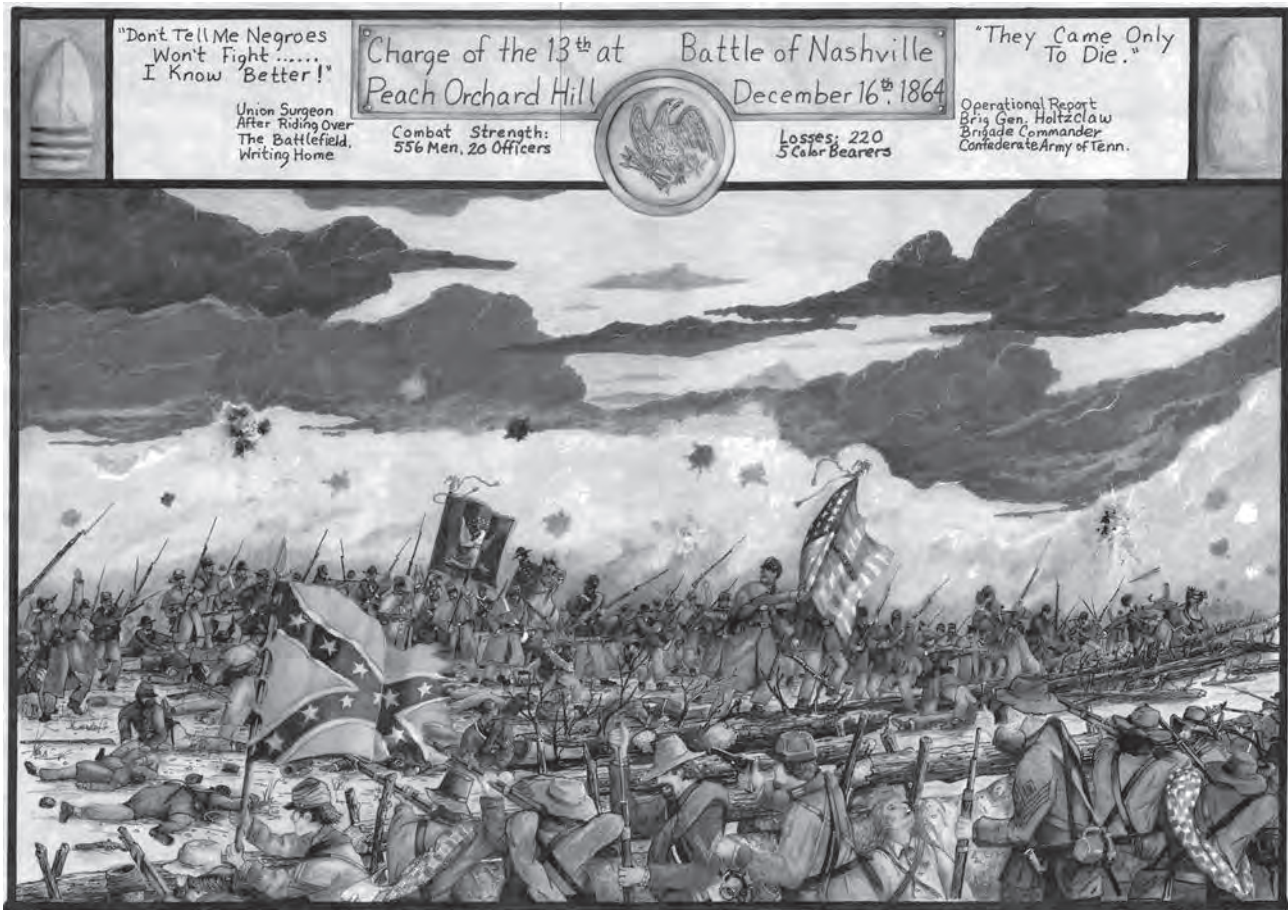 "Don't Tell Me Negroes
Won't Fight ......
I Know Better!"
Union Surgeon
After Riding Over
The Battlefield,
Writing Home
Charge of the 13th at
Peach Orchard Hill
Battle of Nashville
December 16th, 1864
Combat Strength:
556 Men, 20 Officers
Losses; 220
5 Color Bearers
"They Came Only
To Die."
Operational Report
Brig Gen. Holtzclaw
Brigade Commander
Confederate Army of Tenn.